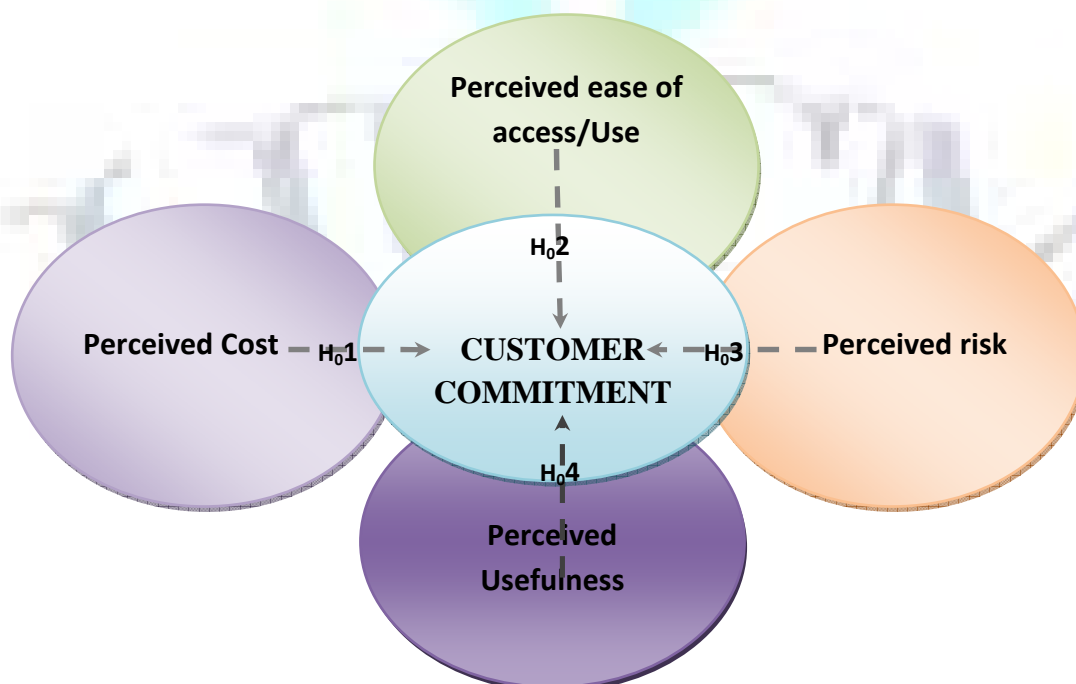 Perceived ease of
access/Use
H₀2
Perceived Cost
H₀1
CUSTOMER
COMMITMENT
H₀3
Perceived risk
H₀4
Perceived
Usefulness